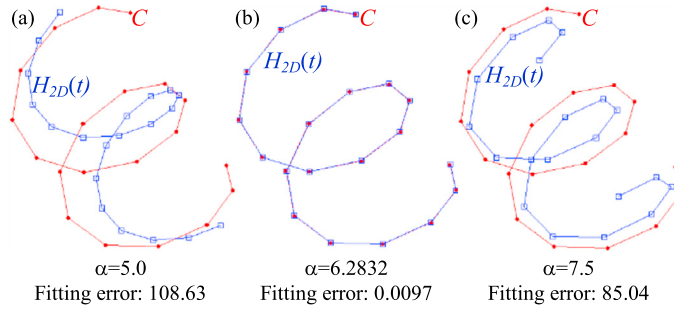 (a) C (b) C (c) C
H2D(t) H2D(t) H2D(t)
α=5.0 α=6.2832 α=7.5
Fitting error: 108.63 Fitting error: 0.0097 Fitting error: 85.04